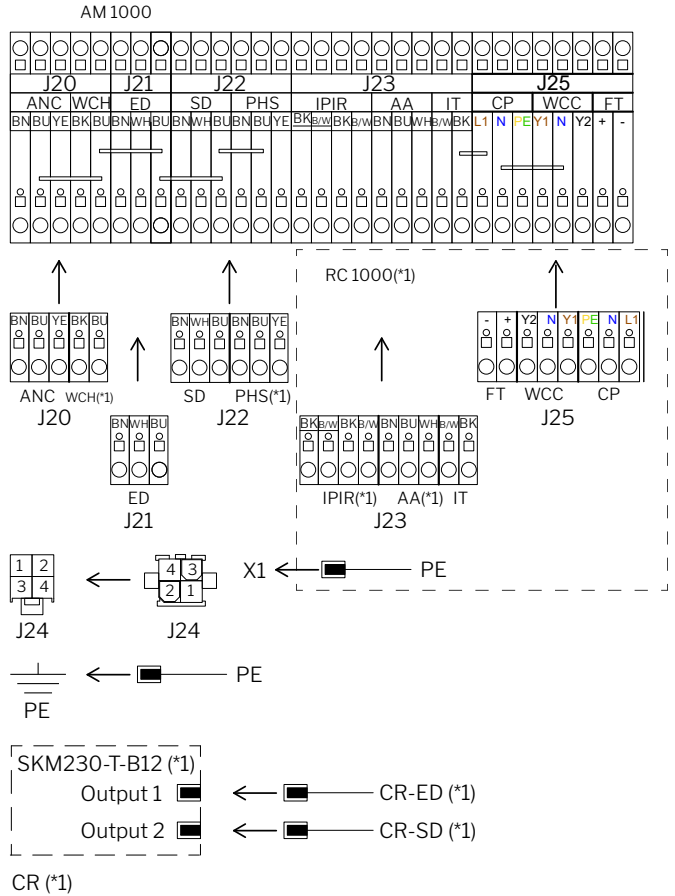 AM 1000
J20 J21 J22 J23 J25
ANC WCH ED SD PHS IPIR AA IT CP WCC FT
BN BU YE BK BU BN WH BU BN WH BU BN BU YE BK B/W BK B/W BN BU WH B/W BK L1 N PE Y1 N Y2 + -
RC 1000(*1)
BN BU YE BK BU
ANC WCH(*1)
J20
BN WH BU BN BU YE
SD PHS(*1)
J22
- + Y2 N Y1 PE N L1
FT WCC CP
J25
BN WH BU
ED
J21
BK B/W BK B/W BN BU WH B/W BK
IPIR(*1) AA(*1) IT
J23
1 2
3 4
J24
4 3
2 1
J24
X1 PE
PE
PE
SKM230-T-B12 (*1)
Output 1 CR-ED (*1)
Output 2 CR-SD (*1)
CR (*1)